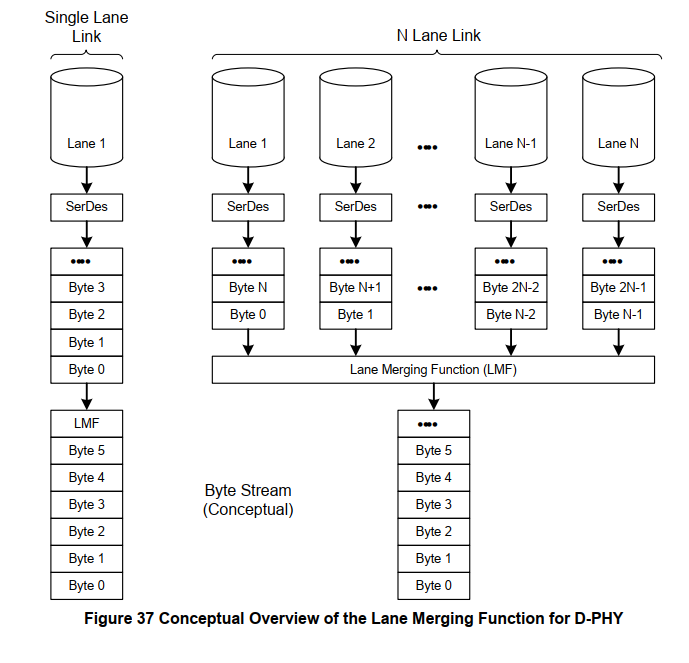 Single Lane
Link
N Lane Link
Lane 1
Lane 1
Lane 2
••••
Lane N-1
Lane N
SerDes
SerDes
SerDes
••••
SerDes
SerDes
••••
Byte 3
Byte 2
Byte 1
Byte 0
••••
Byte N
Byte 0
••••
Byte N+1
Byte 1
••••
••••
Byte 2N-2
Byte N-2
••••
Byte 2N-1
Byte N-1
Lane Merging Function (LMF)
LMF
Byte 5
Byte 4
Byte 3
Byte 2
Byte 1
Byte 0
Byte Stream
(Conceptual)
••••
Byte 5
Byte 4
Byte 3
Byte 2
Byte 1
Byte 0
Figure 37 Conceptual Overview of the Lane Merging Function for D-PHY